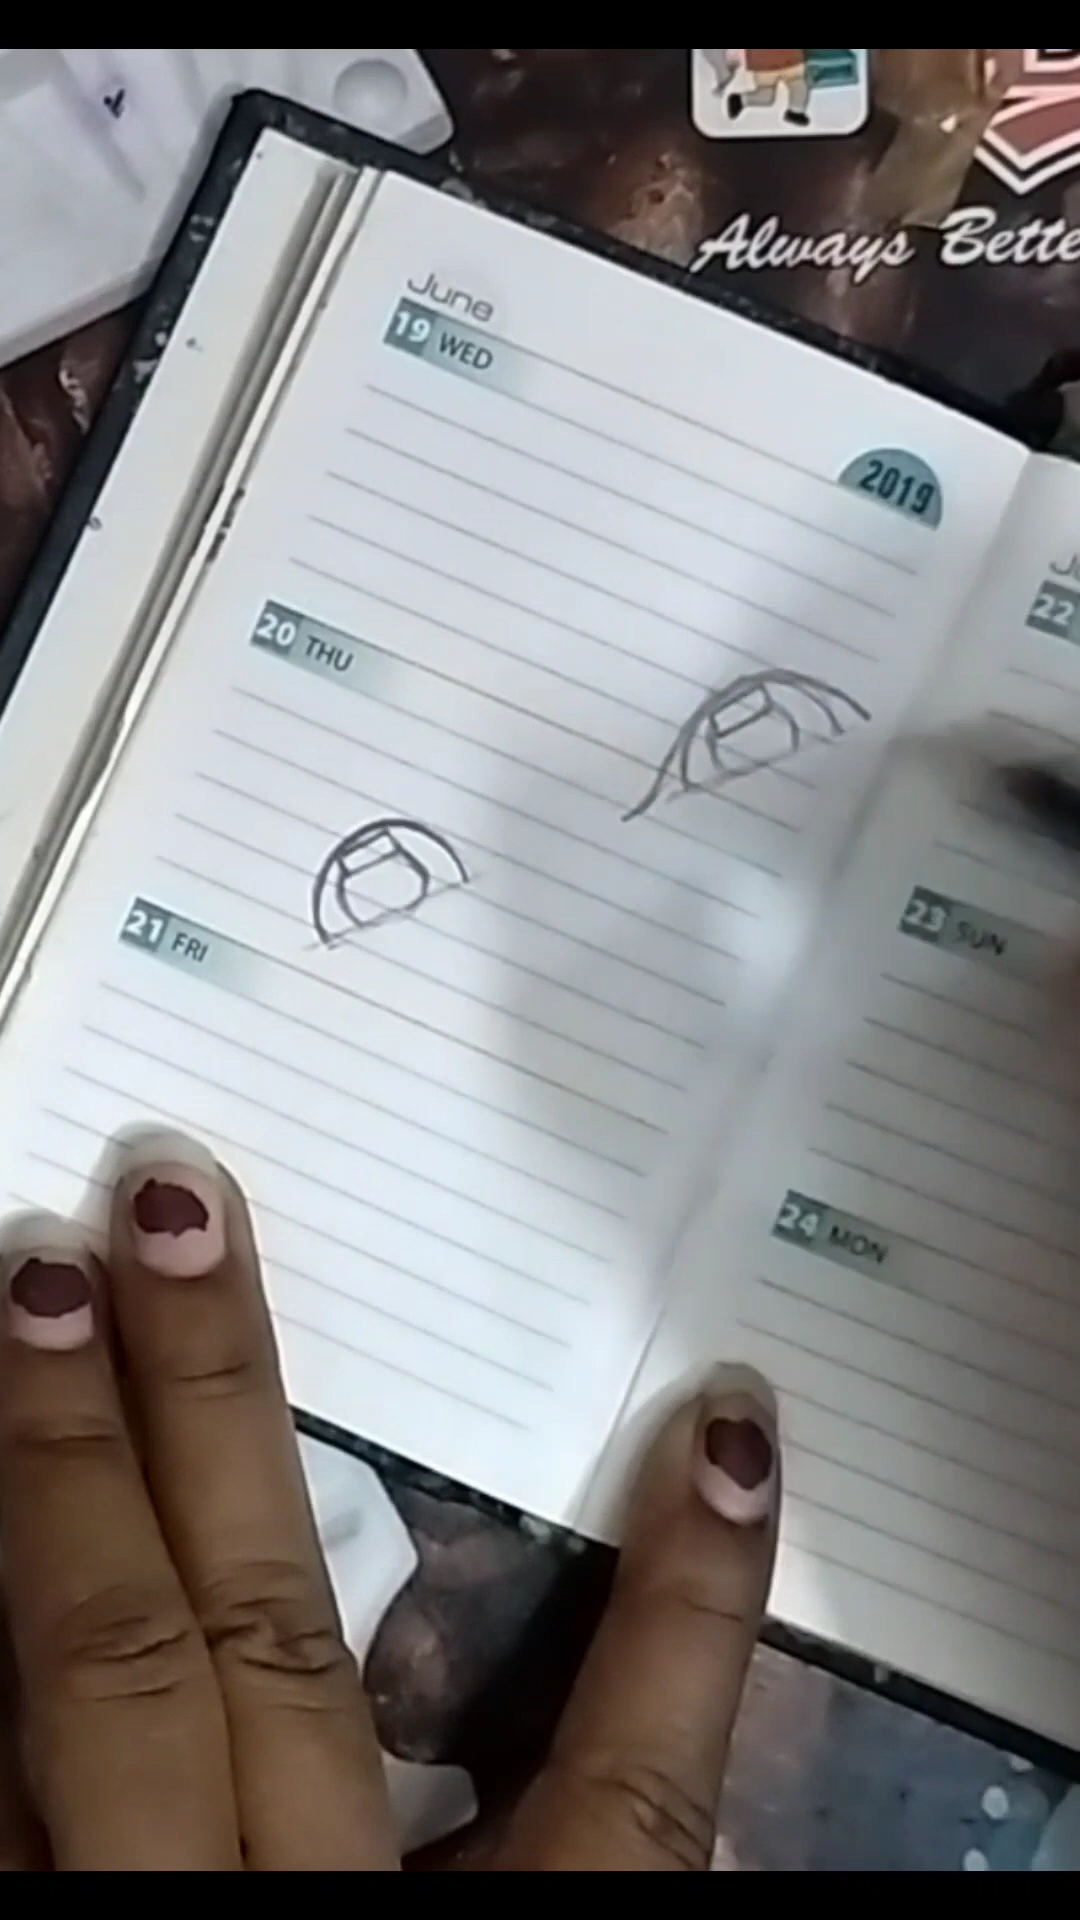 Always Bette
June
19 WED
2019
20 THU
21 FRI
22
23 SUN
24 MON